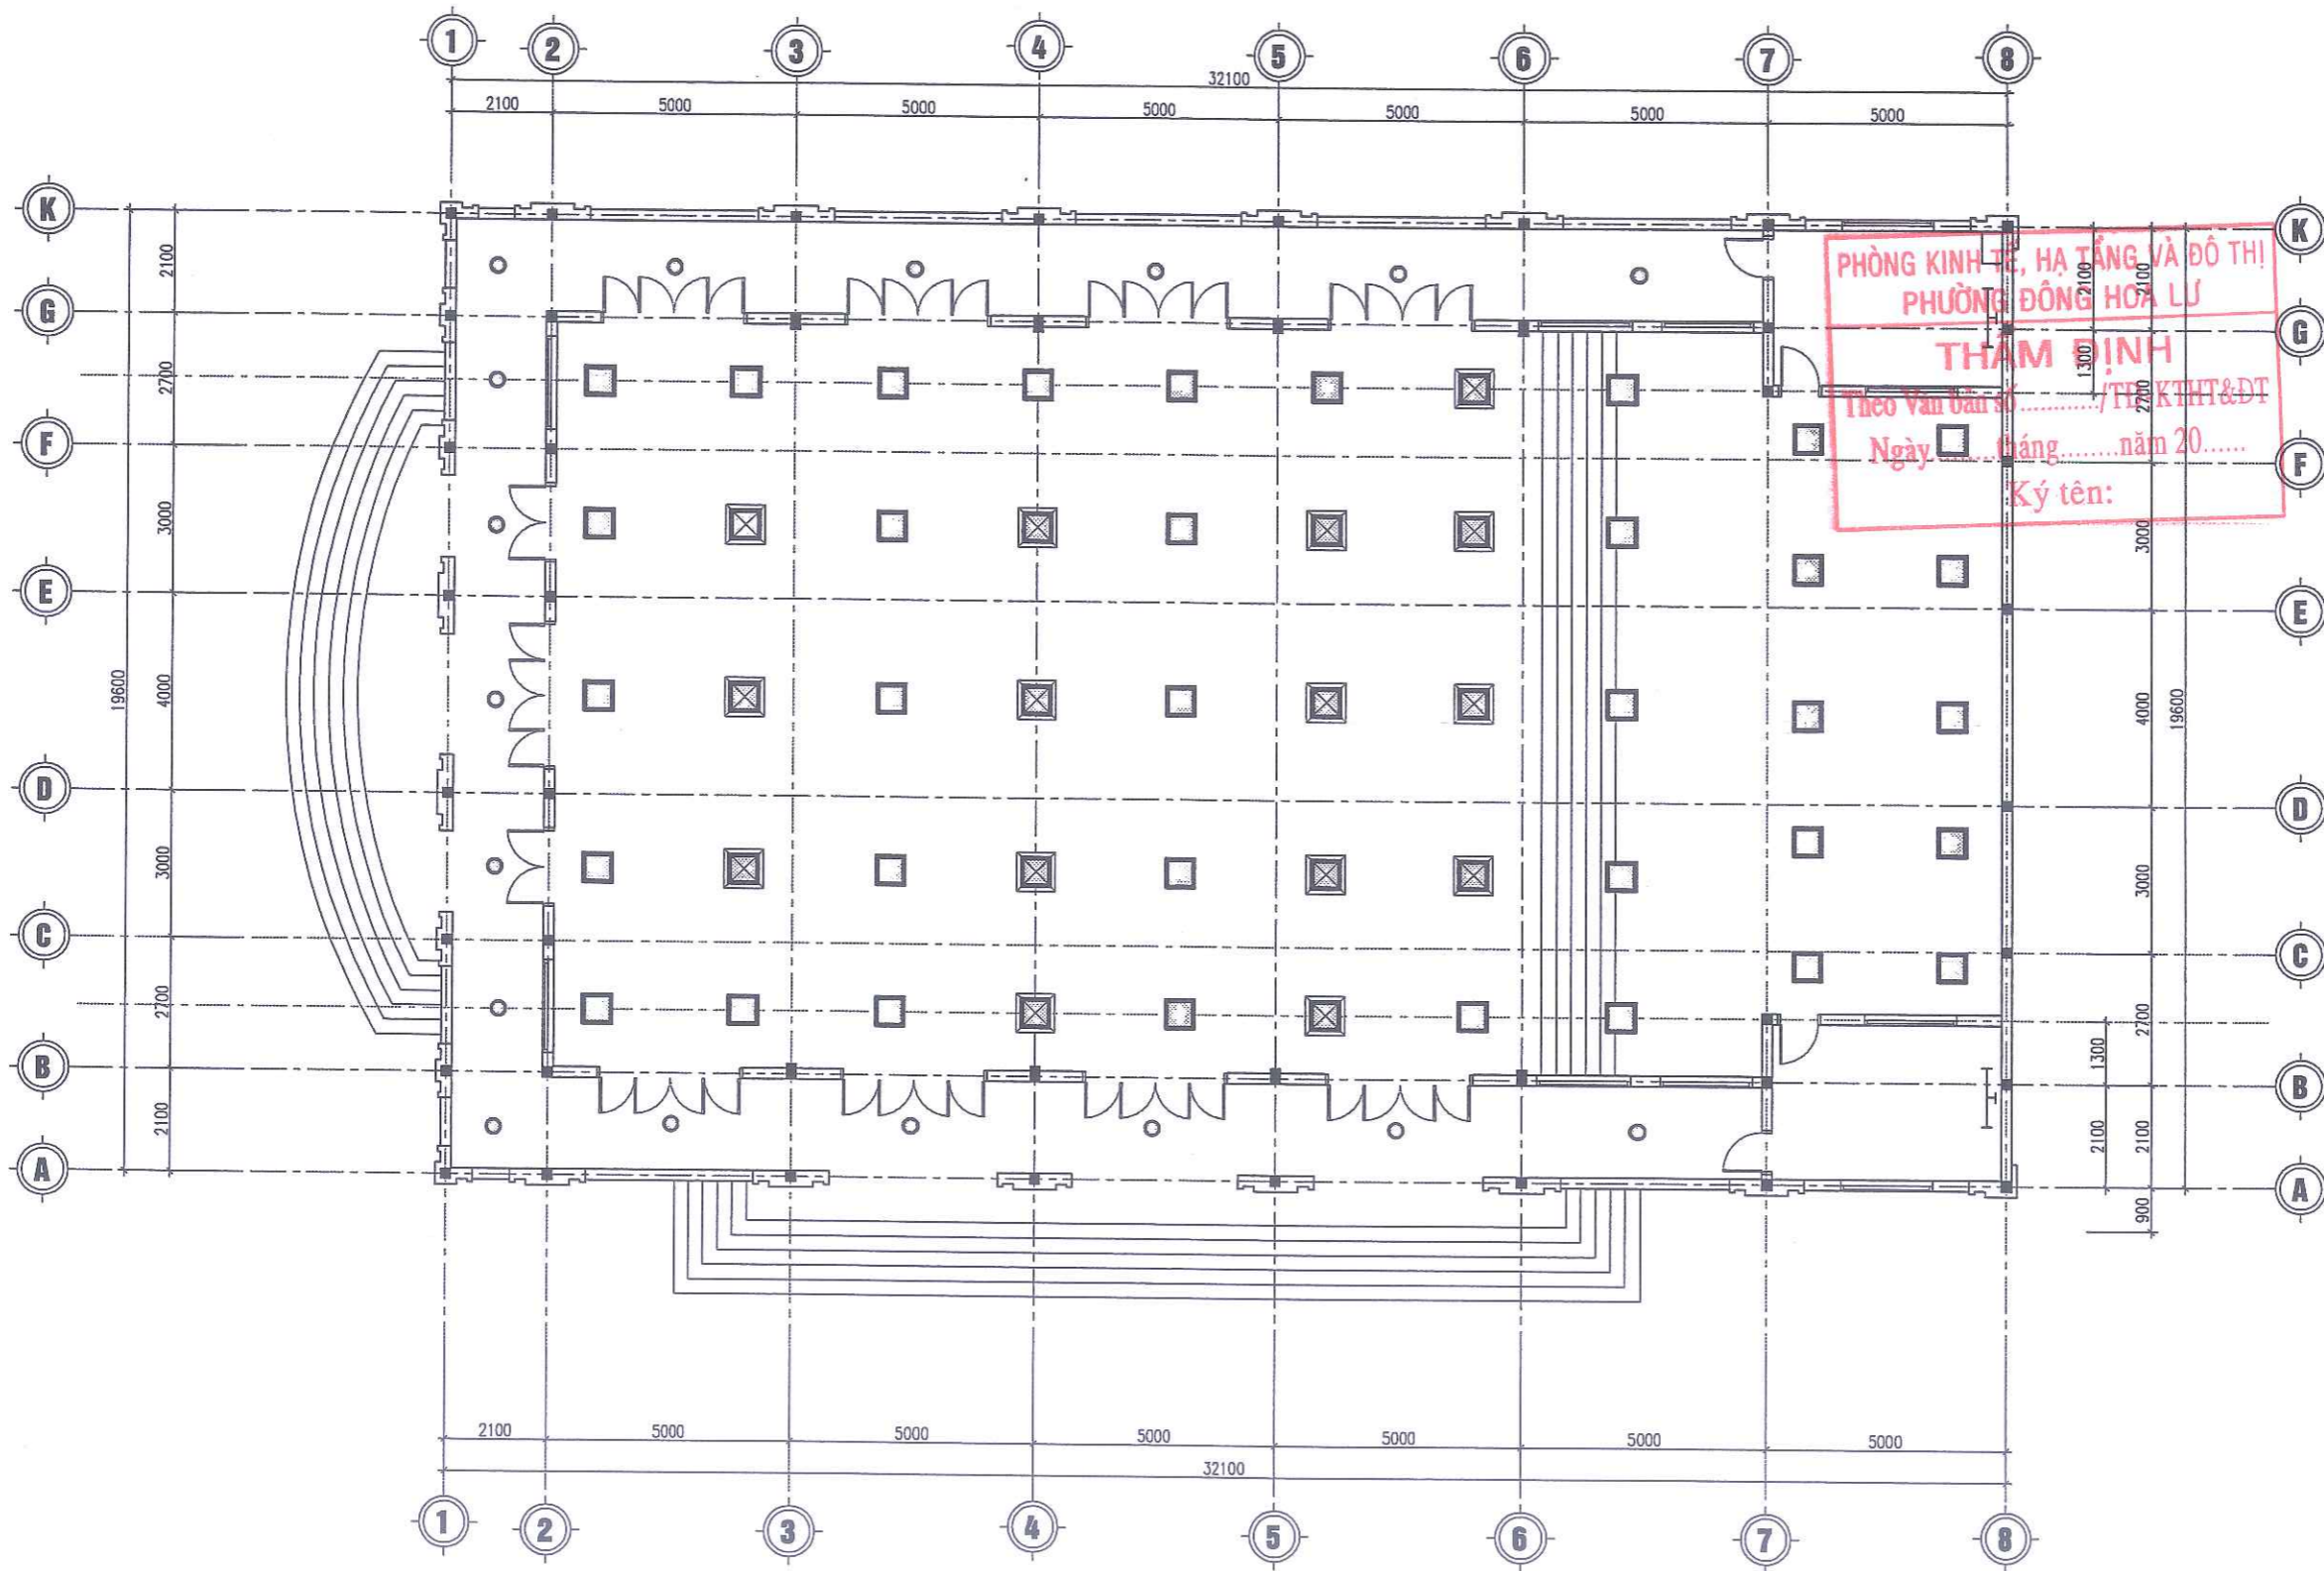 1 2 3 4 5 6 7 8
32100
2100 5000 5000 5000 5000 5000 5000
K K
G G
F F
E E
D D
C C
B B
A A
19600
2100
2700
3000
4000
3000
2700
2100
PHÒNG KINH TẾ, HẠ TẦNG VÀ ĐÔ THỊ
PHƯỜNG ĐÔNG HOA LƯ
THẨM ĐỊNH
Theo Văn bản số.........../TĐ-KTHT&ĐT
Ngày.........tháng........năm 20......
Ký tên:
2100
1300
2100
2700
3000
4000
19600
3000
2700
1300
2100
2100
900
2100 5000 5000 5000 5000 5000 5000
32100
1 2 3 4 5 6 7 8